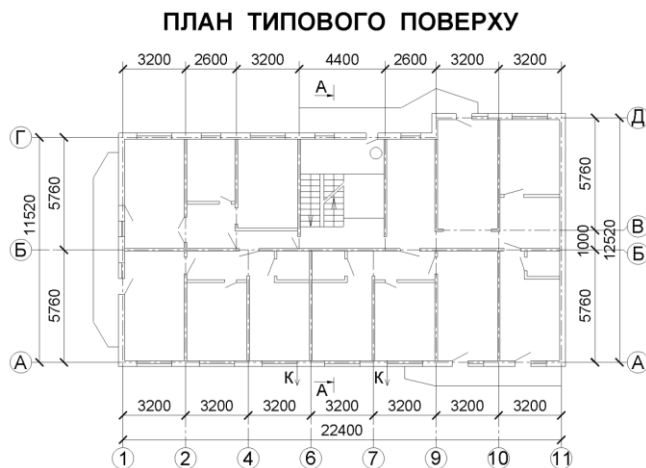 ПЛАН ТИПОВОГО ПОВЕРХУ
3200 2600 3200 4400 2600 3200 3200
А
Г
Д
5760
11520
5760
В
Б
1000
12520
Б
5760
5760
А
А
К
А
К
3200 3200 3200 3200 3200 3200 3200
22400
1 2 4 6 7 9 10 11